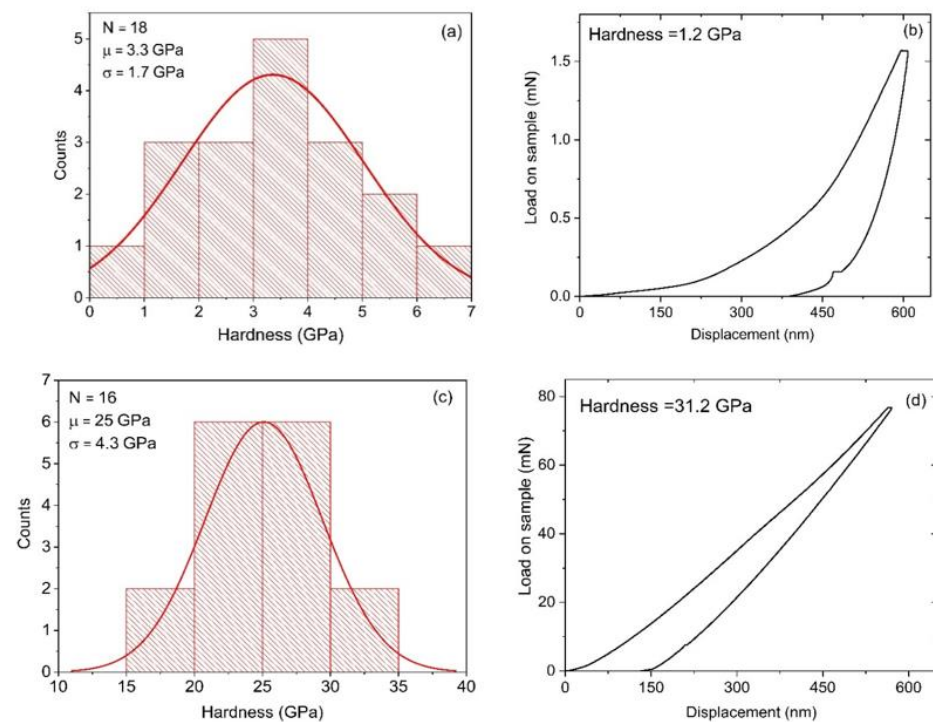 (a)
N = 18
μ = 3.3 GPa
σ = 1.7 GPa
Counts
5
4
3
2
1
0
0 1 2 3 4 5 6 7
Hardness (GPa)
(b)
Hardness =1.2 GPa
Load on sample (mN)
1.5
1.0
0.5
0.0
0 150 300 450 600
Displacement (nm)
(c)
N = 16
μ = 25 GPa
σ = 4.3 GPa
Counts
7
6
5
4
3
2
1
0
10 15 20 25 30 35 40
Hardness (GPa)
(d)
Hardness =31.2 GPa
Load on sample (mN)
80
60
40
20
0
0 150 300 450 600
Displacement (nm)